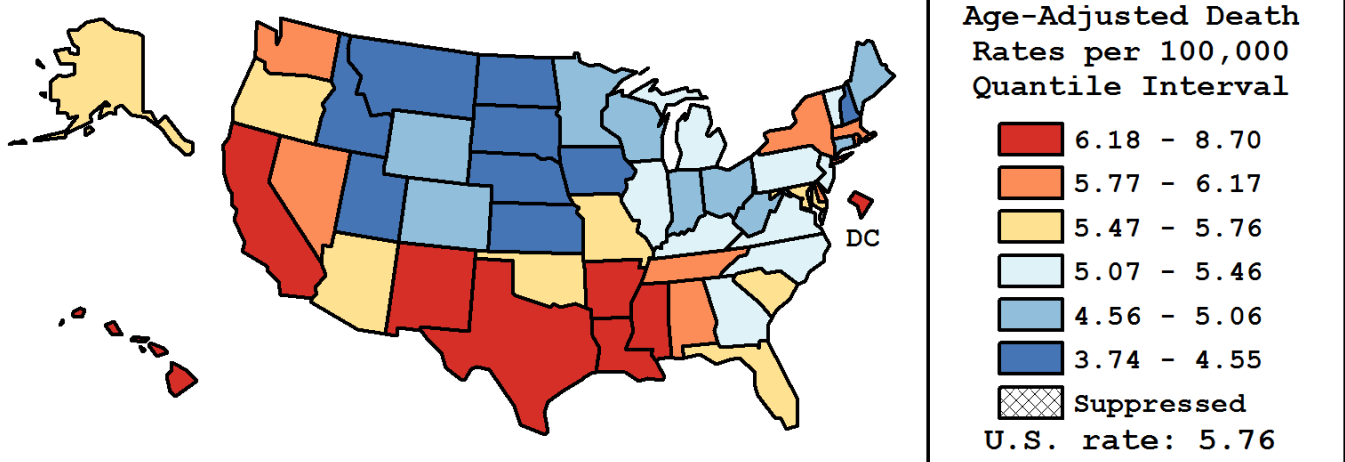 DC
Age-Adjusted Death
Rates per 100,000
Quantile Interval
6.18 - 8.70
5.77 - 6.17
5.47 - 5.76
5.07 - 5.46
4.56 - 5.06
3.74 - 4.55
Suppressed
U.S. rate: 5.76